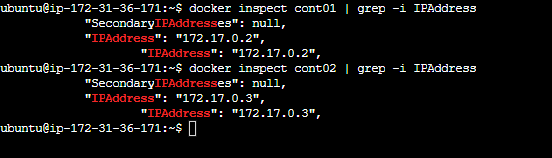 ubuntu@ip-172-31-36-171:~$ docker inspect cont01 | grep -i IPAddress
            "SecondaryIPAddresses": null,
            "IPAddress": "172.17.0.2",
                    "IPAddress": "172.17.0.2",
ubuntu@ip-172-31-36-171:~$ docker inspect cont02 | grep -i IPAddress
            "SecondaryIPAddresses": null,
            "IPAddress": "172.17.0.3",
                    "IPAddress": "172.17.0.3",
ubuntu@ip-172-31-36-171:~$